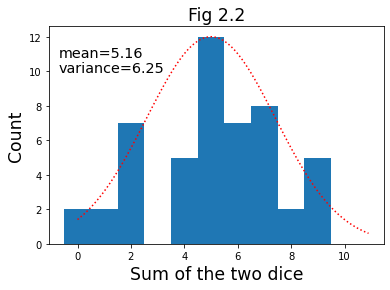 Fig 2.2
mean=5.16
variance=6.25
Count
12
10
8
6
4
2
0
0 2 4 6 8 10
Sum of the two dice